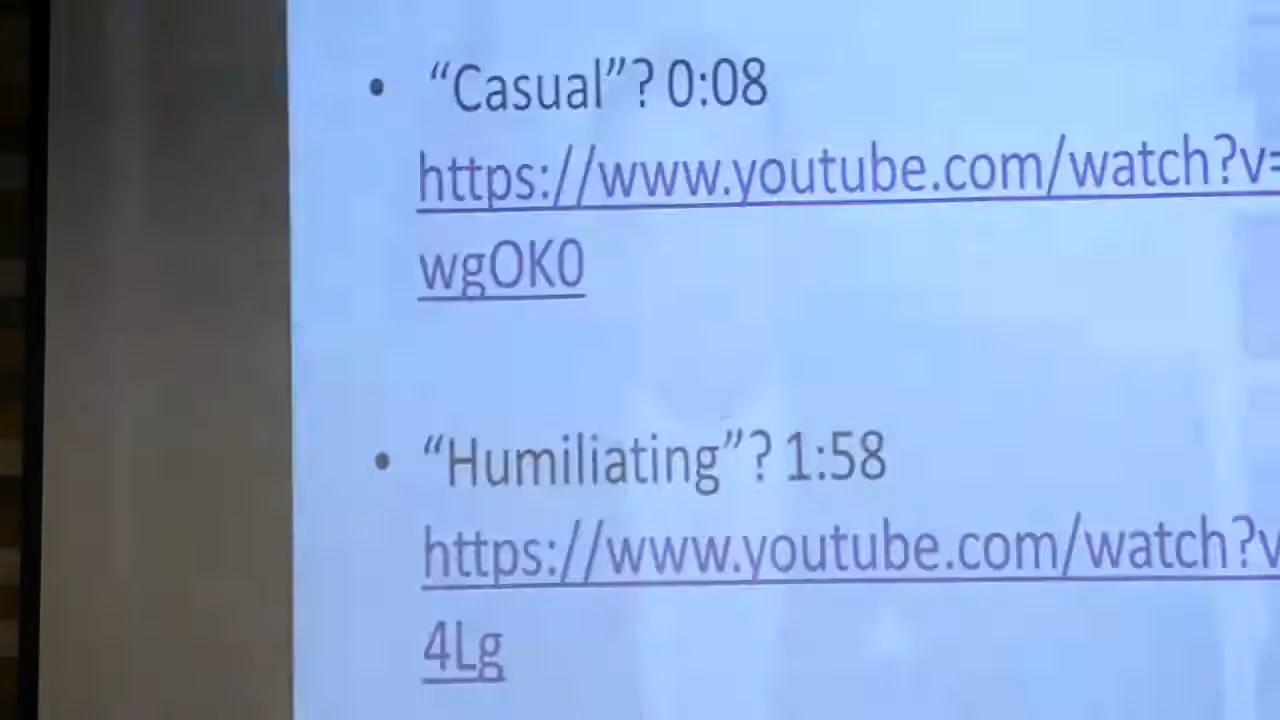 • “Casual”? 0:08
https://www.youtube.com/watch?v=
wgOK0
• “Humiliating”? 1:58
https://www.youtube.com/watch?v
4Lg